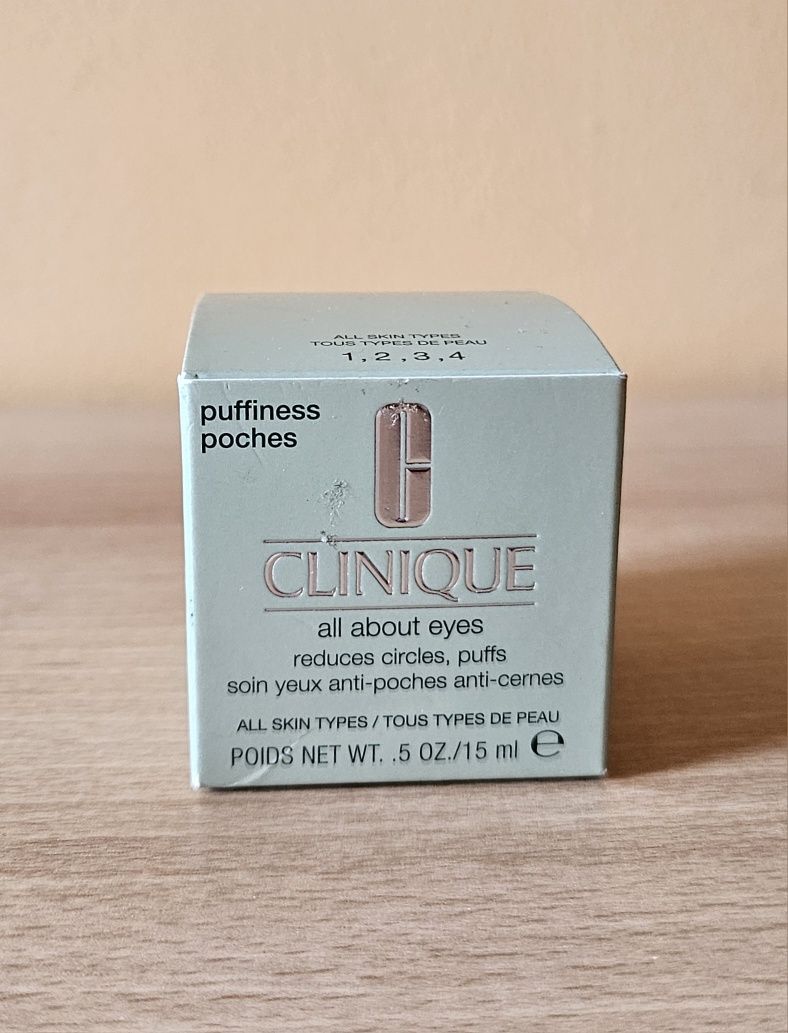 ALL SKIN TYPES
TOUS TYPES DE PEAU
1,2,3,4
puffiness
poches
C
CLINIQUE
all about eyes
reduces circles, puffs
soin yeux anti-poches anti-cernes
ALL SKIN TYPES / TOUS TYPES DE PEAU
POIDS NET WT. .5 OZ./15 ml ℮